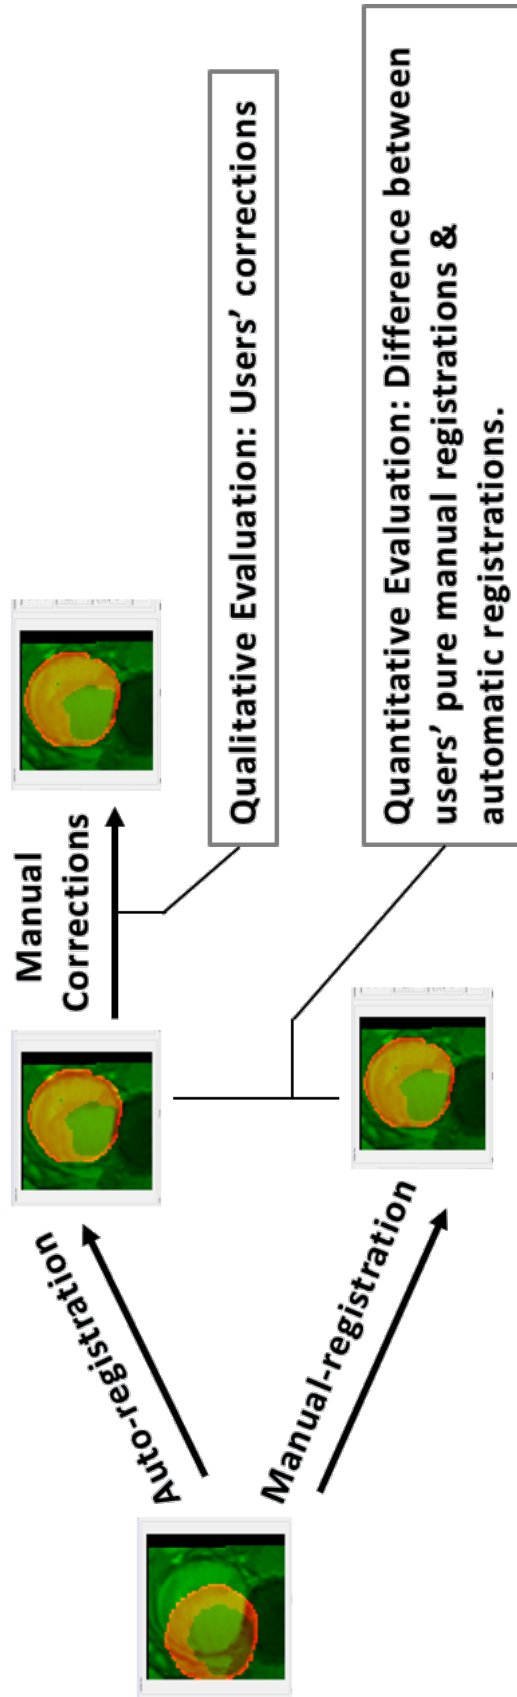 Auto-registration
Manual-registration
Manual
Corrections
Qualitative Evaluation: Users’ corrections
Quantitative Evaluation: Difference between
users’ pure manual registrations &
automatic registrations.